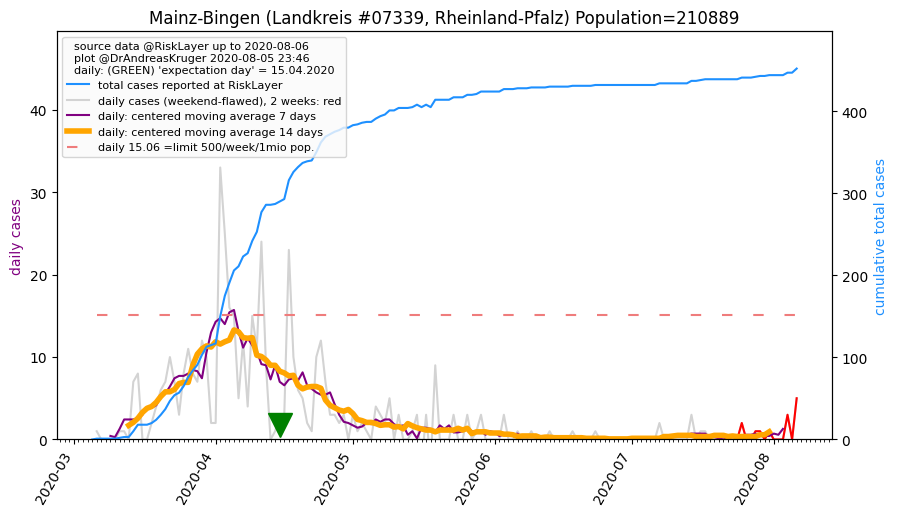 Mainz-Bingen (Landkreis #07339, Rheinland-Pfalz) Population=210889
source data @RiskLayer up to 2020-08-06
plot @DrAndreasKruger 2020-08-05 23:46
daily: (GREEN) 'expectation day' = 15.04.2020
total cases reported at RiskLayer
daily cases (weekend-flawed), 2 weeks: red
daily: centered moving average 7 days
daily: centered moving average 14 days
daily 15.06 =limit 500/week/1mio pop.
daily cases
0
10
20
30
40
cumulative total cases
0
100
200
300
400
2020-03
2020-04
2020-05
2020-06
2020-07
2020-08